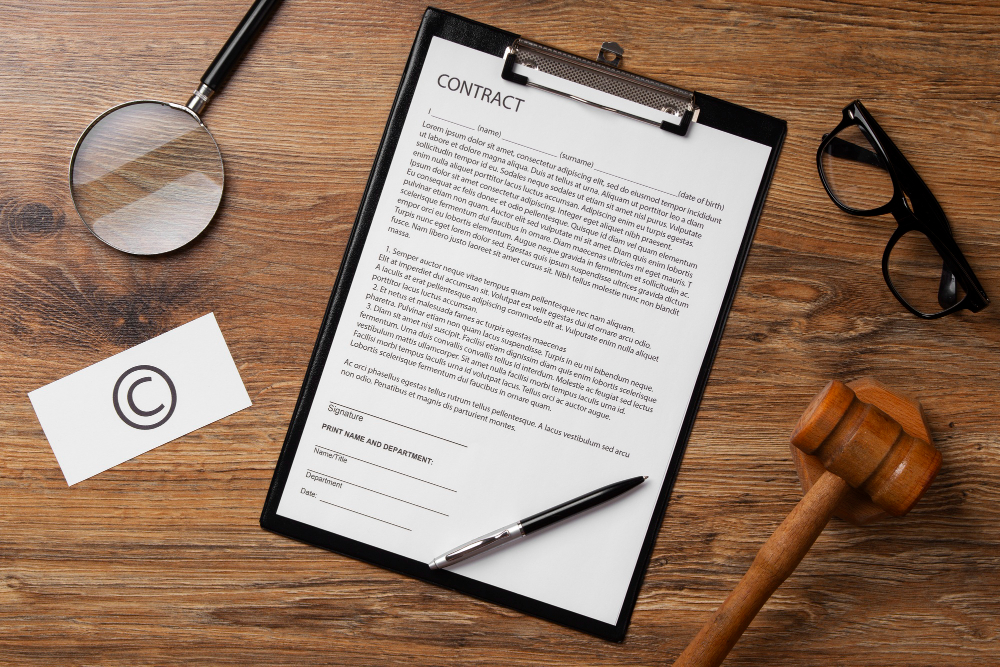 ©
CONTRACT
I (name) (surname) (date of birth)
Lorem ipsum dolor sit amet, consectetur adipiscing elit, sed do eiusmod tempor incididunt
ut labore et dolore magna aliqua. Duis at tellus at urna. Aliquam ut porttitor leo a diam
sollicitudin tempor id eu. Sodales neque sodales ut etiam sit amet nisl purus. Vulputate
enim nulla aliquet porttitor lacus luctus accumsan. Adipiscing enim eu turpis egestas.
Ipsum dolor sit amet consectetur adipiscing. Integer eget aliquet nibh praesent.
Eu consequat ac felis donec et odio pellentesque. Quisque id diam vel quam elementum
pulvinar etiam non quam. Auctor elit sed vulputate mi sit amet. Diam quis enim lobortis
scelerisque fermentum dui faucibus in ornare. Diam maecenas ultricies mi eget mauris. T
empor orci eu lobortis elementum. Augue neque gravida in fermentum et sollicitudin ac.
Turpis nunc eget lorem dolor sed. Egestas quis ipsum suspendisse ultrices gravida dictum
fusce. Nam libero justo laoreet sit amet cursus sit. Nibh tellus molestie nunc non blandit
massa.
1. Semper auctor neque vitae tempus quam pellentesque nec nam aliquam.
Elit at imperdiet dui accumsan sit. Volutpat est velit egestas dui id ornare arcu odio.
A iaculis at erat pellentesque adipiscing commodo elit at. Vulputate enim nulla aliquet
porttitor lacus luctus accumsan.
2. Et netus et malesuada fames ac turpis egestas maecenas
pharetra. Pulvinar etiam non quam lacus suspendisse. Turpis in eu mi bibendum neque.
3. Diam sit amet nisl suscipit. Facilisi etiam dignissim diam quis enim lobortis scelerisque
fermentum. Urna duis convallis convallis tellus id interdum. Molestie ac feugiat sed lectus
vestibulum mattis ullamcorper. Sit amet nulla facilisi morbi tempus iaculis urna id.
Facilisi morbi tempus iaculis urna id volutpat lacus. Tellus orci ac auctor augue.
Lobortis scelerisque fermentum dui faucibus in ornare quam.
Ac orci phasellus egestas tellus rutrum tellus pellentesque. A lacus vestibulum sed arcu
non odio. Penatibus et magnis dis parturient montes.
Signature
PRINT NAME AND DEPARTMENT:
Name/Title
Department
Date: